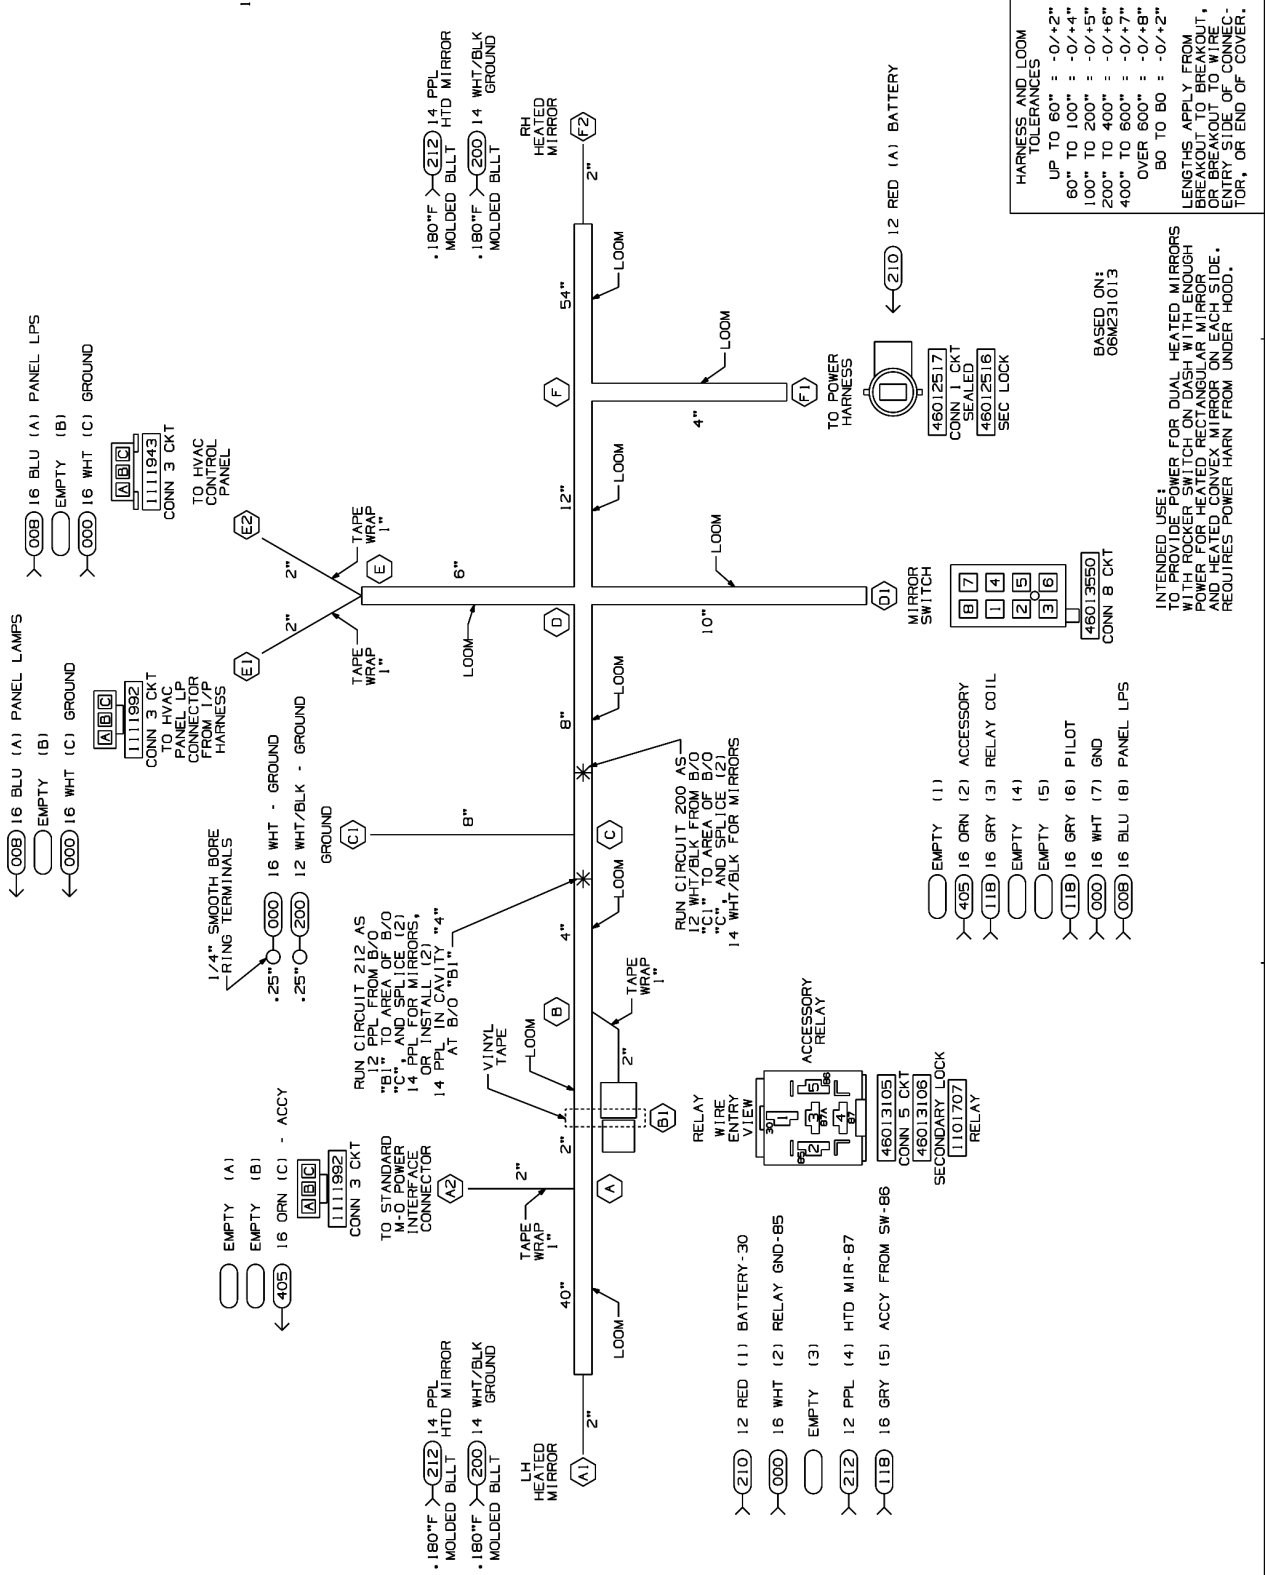 1
.180"F 212 14 PPL
MOLDED BLLT HTD MIRROR
.180"F 200 14 WHT/BLK
MOLDED BLLT GROUND
LH
HEATED
MIRROR
A1
2"
40"
LOOM
EMPTY (A)
EMPTY (B)
405 16 ORN (C) - ACCY
A B C
1111992
CONN 3 CKT
TO STANDARD
M-O POWER
INTERFACE
CONNECTOR
A2
2"
TAPE
WRAP
1"
A
2"
VINYL
TAPE
LOOM
B
B1
TAPE
WRAP
1"
2"
4"
LOOM
1/4" SMOOTH BORE
RING TERMINALS
.25" 000 16 WHT - GROUND
.25" 200 12 WHT/BLK - GROUND
GROUND
C1
8"
C
RUN CIRCUIT 212 AS
12 PPL FROM B/O
"B1" TO AREA OF B/O
"C", AND SPLICE (2)
14 PPL FOR MIRRORS,
OR INSTALL (2)
14 PPL IN CAVITY "4"
AT B/O "B1"
RUN CIRCUIT 200 AS
12 WHT/BLK FROM B/O
"C1" TO AREA OF B/O
"C", AND SPLICE (2)
14 WHT/BLK FOR MIRRORS
8"
LOOM
008 16 BLU (A) PANEL LAMPS
EMPTY (B)
000 16 WHT (C) GROUND
A B C
1111992
CONN 3 CKT
TO HVAC
PANEL LP
CONNECTOR
FROM I/P
HARNESS
E1
2"
TAPE
WRAP
1"
008 16 BLU (A) PANEL LPS
EMPTY (B)
000 16 WHT (C) GROUND
A B C
1111943
CONN 3 CKT
TO HVAC
CONTROL
PANEL
E2
2"
TAPE
WRAP
1"
E
6"
LOOM
D
10"
LOOM
D1
12"
LOOM
F
4"
LOOM
F1
54"
LOOM
2"
F2
RH
HEATED
MIRROR
.180"F 212 14 PPL
MOLDED BLLT HTD MIRROR
.180"F 200 14 WHT/BLK
MOLDED BLLT GROUND
TO POWER
HARNESS
210 12 RED (A) BATTERY
46012517
CONN 1 CKT
SEALED
46012516
SEC LOCK
MIRROR
SWITCH
8 7
1 4
2 5
3 6
46013550
CONN 8 CKT
EMPTY (1)
405 16 ORN (2) ACCESSORY
118 16 GRY (3) RELAY COIL
EMPTY (4)
EMPTY (5)
118 16 GRY (6) PILOT
000 16 WHT (7) GND
008 16 BLU (8) PANEL LPS
RELAY
WIRE
ENTRY
VIEW
ACCESSORY
RELAY
30 1
85 2
3 87A
4 87
5 86
46013105
CONN 5 CKT
46013106
SECONDARY LOCK
1101707
RELAY
210 12 RED (1) BATTERY-30
000 16 WHT (2) RELAY GND-85
EMPTY (3)
212 12 PPL (4) HTD MIR-87
118 16 GRY (5) ACCY FROM SW-86
BASED ON:
06M231013
INTENDED USE:
TO PROVIDE POWER FOR DUAL HEATED MIRRORS
WITH ROCKER SWITCH ON DASH WITH ENOUGH
POWER FOR HEATED RECTANGULAR MIRROR
AND HEATED CONVEX MIRROR ON EACH SIDE.
REQUIRES POWER HARN FROM UNDER HOOD.
HARNESS AND LOOM
TOLERANCES
UP TO 60" = -0/+2"
60" TO 100" = -0/+4"
100" TO 200" = -0/+5"
200" TO 400" = -0/+6"
400" TO 600" = -0/+7"
OVER 600" = -0/+8"
BO TO BO = -0/+2"
LENGTHS APPLY FROM
BREAKOUT TO BREAKOUT,
OR BREAKOUT TO WIRE
ENTRY SIDE OF CONNEC-
TOR, OR END OF COVER.